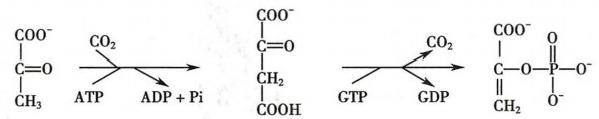 COO⁻
C=O
CH₃
CO₂
ATP
ADP + Pi
COO⁻
C=O
CH₂
COOH
CO₂
GTP
GDP
COO⁻
C–O–P–O⁻
O
O⁻
CH₂